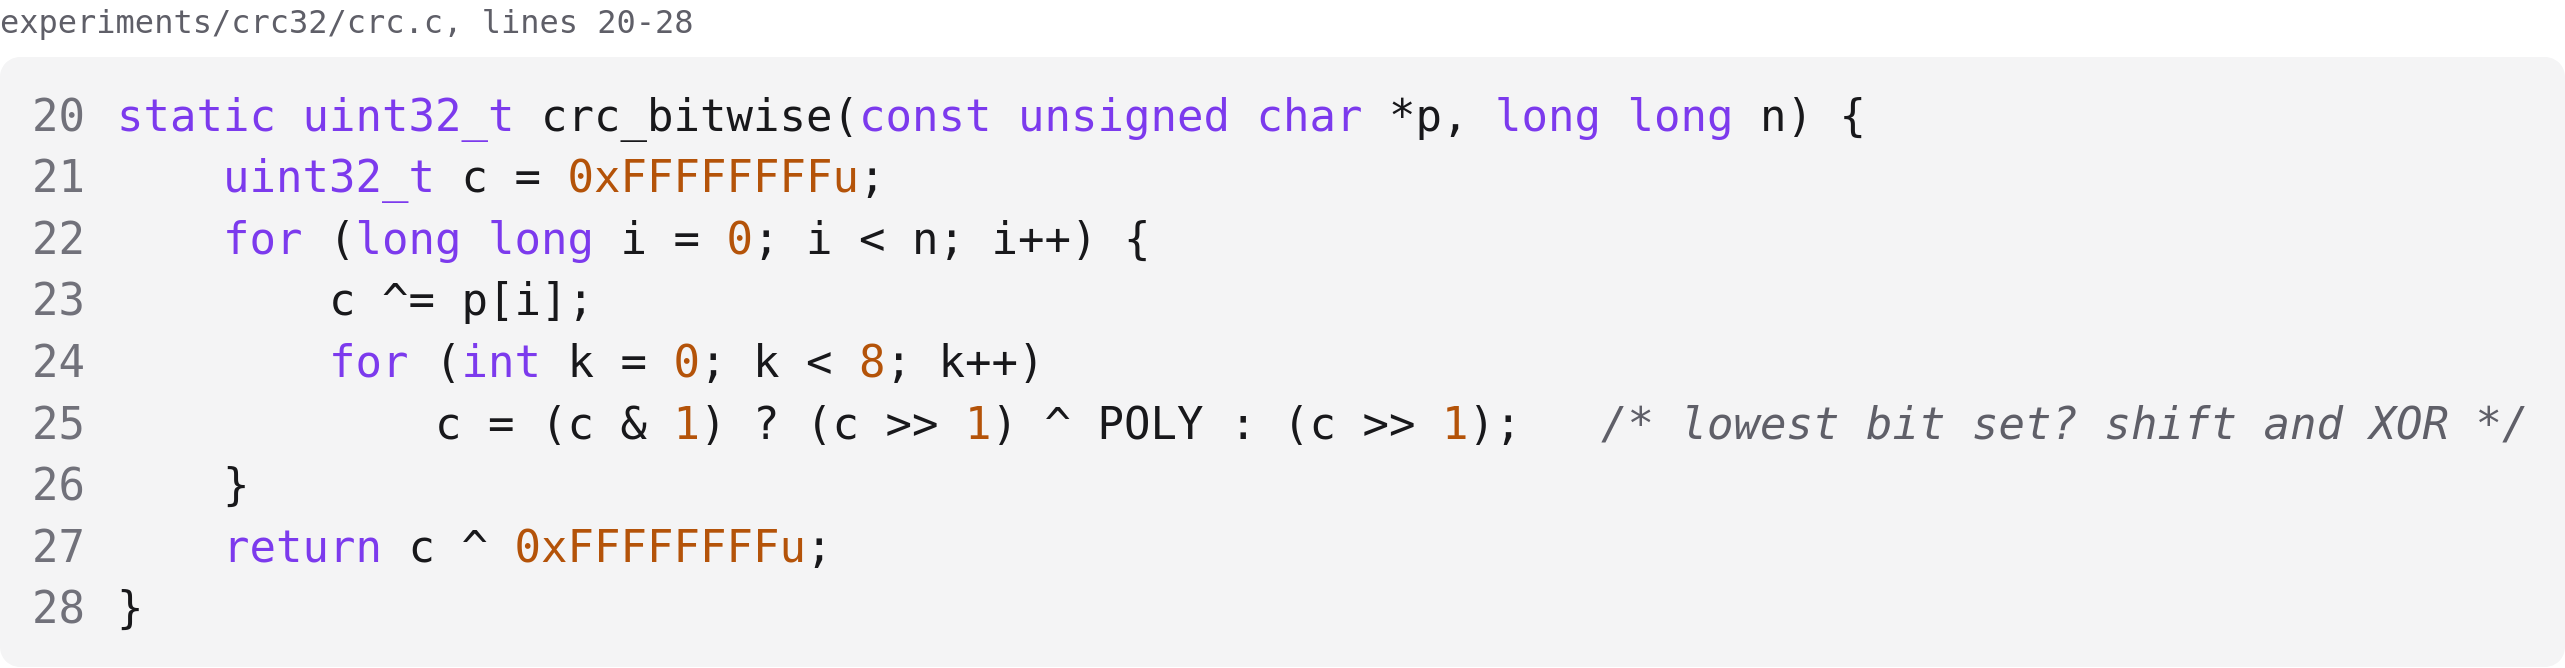 experiments/crc32/crc.c, lines 20-28
20 static uint32_t crc_bitwise(const unsigned char *p, long long n) {
21     uint32_t c = 0xFFFFFFFFu;
22     for (long long i = 0; i < n; i++) {
23         c ^= p[i];
24         for (int k = 0; k < 8; k++)
25             c = (c & 1) ? (c >> 1) ^ POLY : (c >> 1);   /* lowest bit set? shift and XOR */
26     }
27     return c ^ 0xFFFFFFFFu;
28 }